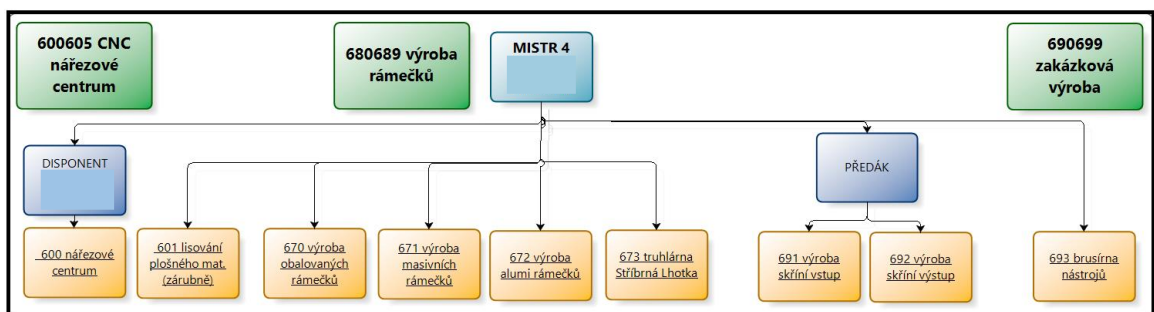 600605 CNC
nářezové
centrum
680689 výroba
rámečků
MISTR 4
690699
zakázková
výroba
DISPONENT
PŘEDÁK
600 nářezové
centrum
601 lisování
plošného mat.
(zárubně)
670 výroba
obalovaných
rámečků
671 výroba
masivních
rámečků
672 výroba
alumi rámečků
673 truhlárna
Stříbrná Lhotka
691 výroba
skříní vstup
692 výroba
skříní výstup
693 brusírna
nástrojů